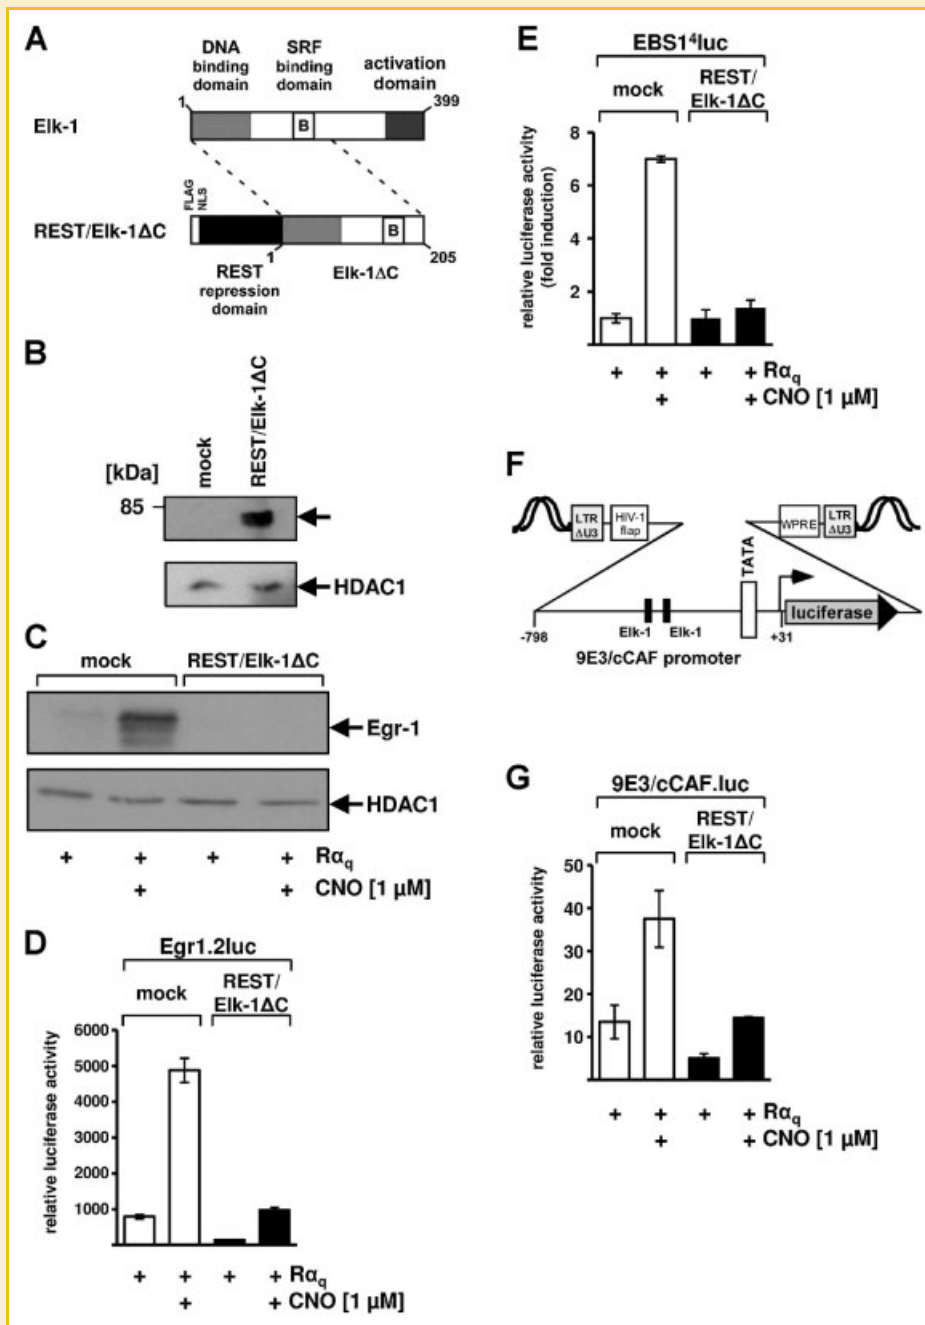 A
DNA
binding
domain
SRF
binding
domain
activation
domain
1
399
Elk-1
B
FLAG
NLS
REST/Elk-1ΔC
B
1
205
REST
repression
domain
Elk-1ΔC
B
[kDa]
mock
REST/Elk-1ΔC
85
HDAC1
C
mock
REST/Elk-1ΔC
Egr-1
HDAC1
+ + + + Rαq
+ + CNO [1 µM]
D
Egr1.2luc
mock
REST/
Elk-1ΔC
relative luciferase activity
6000
5000
4000
3000
2000
1000
+ + + + Rαq
+ + CNO [1 µM]
E
EBS1⁴luc
mock
REST/
Elk-1ΔC
relative luciferase activity
(fold induction)
8
6
4
2
+ + + + Rαq
+ + CNO [1 µM]
F
LTR
ΔU3
HIV-1
flap
WPRE
LTR
ΔU3
TATA
luciferase
-798
Elk-1
Elk-1
+31
9E3/cCAF promoter
G
9E3/cCAF.luc
mock
REST/
Elk-1ΔC
relative luciferase activity
50
40
30
20
10
+ + + + Rαq
+ + CNO [1 µM]